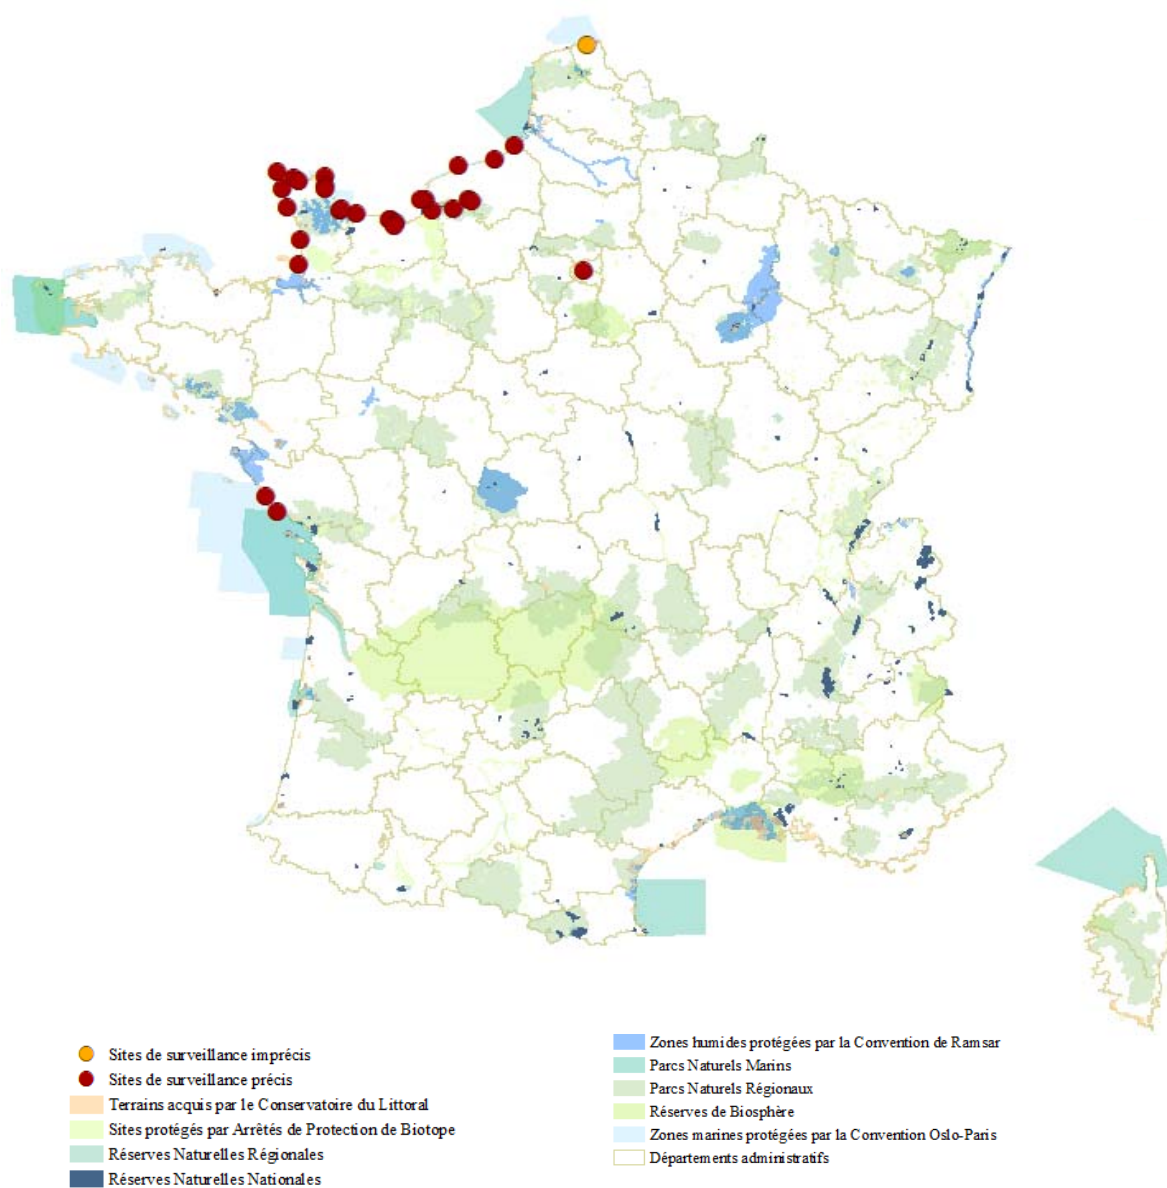 Sites de surveillance imprécis
Sites de surveillance précis
Terrains acquis par le Conservatoire du Littoral
Sites protégés par Arrêtés de Protection de Biotope
Réserves Naturelles Régionales
Réserves Naturelles Nationales
Zones humides protégées par la Convention de Ramsar
Parcs Naturels Marins
Parcs Naturels Régionaux
Réserves de Biosphère
Zones marines protégées par la Convention Oslo-Paris
Départements administratifs